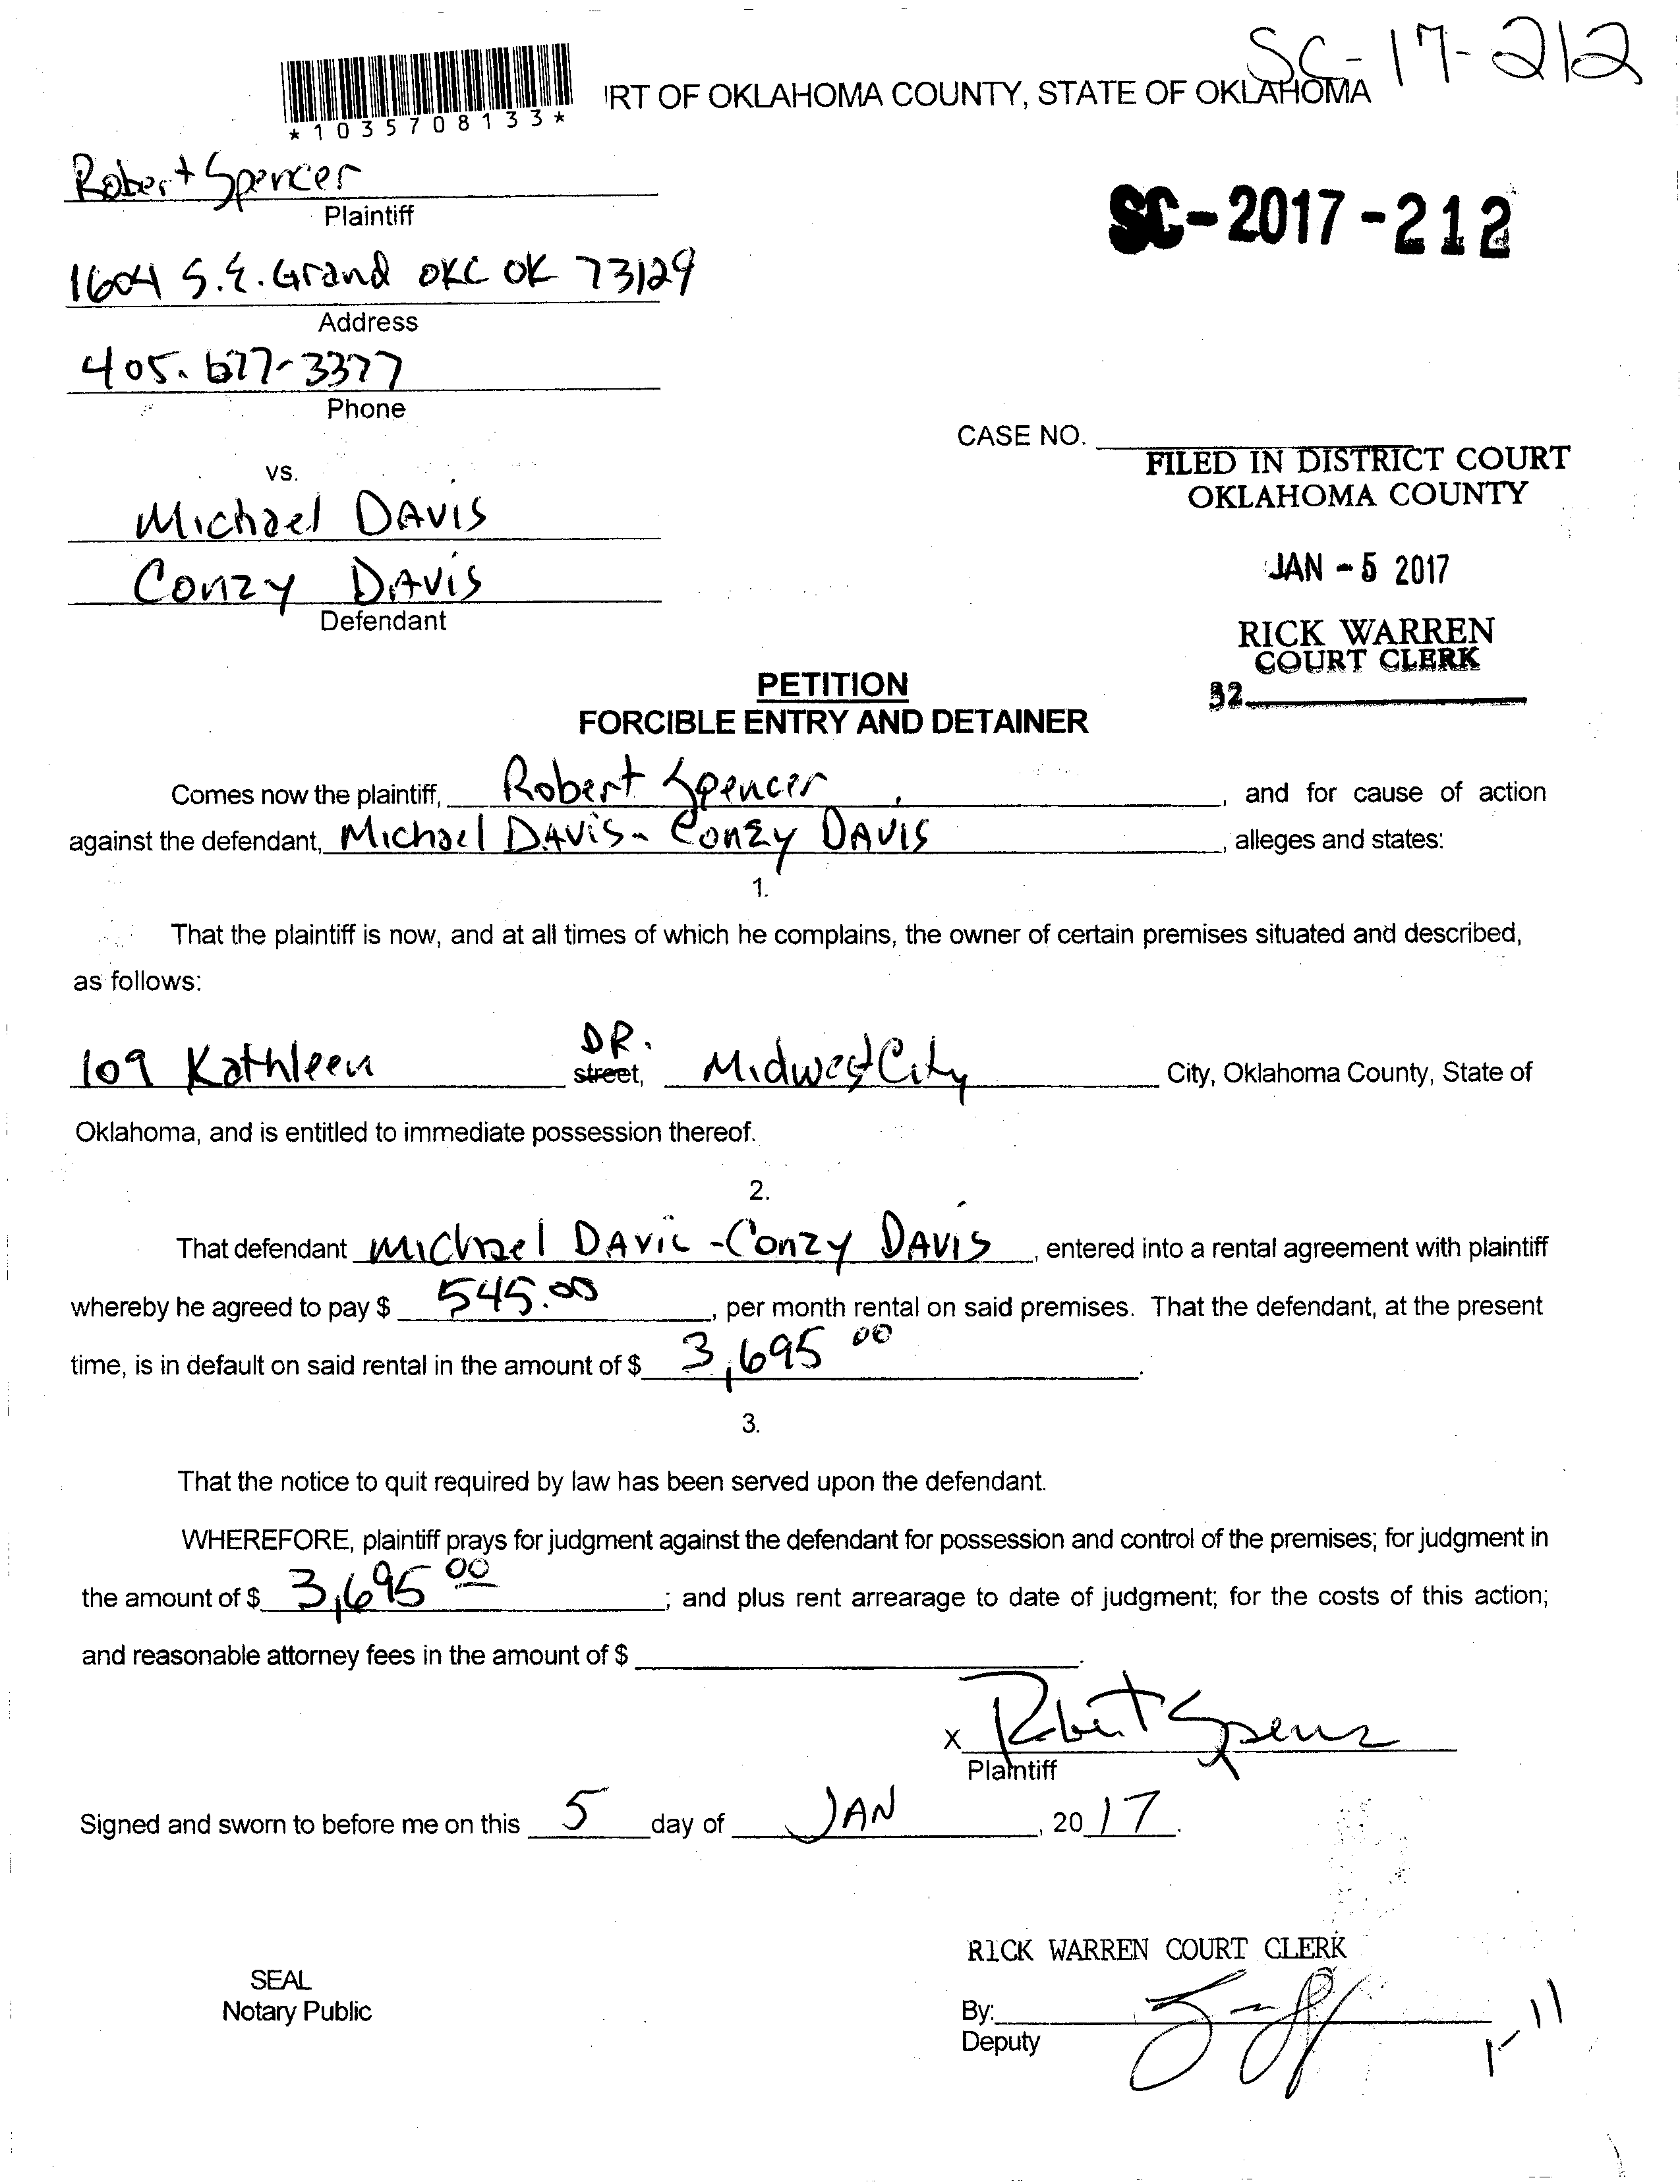 SC-17-212
*1035708133*
RT OF OKLAHOMA COUNTY, STATE OF OKLAHOMA
Robert Spencer
Plaintiff
SC-2017-212
1604 S.E. Grand OKC OK 73129
Address
405. 677-3377
Phone
CASE NO.
FILED IN DISTRICT COURT
OKLAHOMA COUNTY
vs.
Michael DAVIS
Conzy DAVIS
Defendant
JAN - 5 2017
RICK WARREN
COURT CLERK
32
PETITION
FORCIBLE ENTRY AND DETAINER
Comes now the plaintiff, Robert Spencer, and for cause of action
against the defendant, Michael DAVIS - Conzy DAVIS, alleges and states:
1.
That the plaintiff is now, and at all times of which he complains, the owner of certain premises situated and described,
as follows:
109 Kathleen DR. street, Midwest City City, Oklahoma County, State of
Oklahoma, and is entitled to immediate possession thereof.
2.
That defendant Michael DAVIS - Conzy DAVIS, entered into a rental agreement with plaintiff
whereby he agreed to pay $ 545.00, per month rental on said premises. That the defendant, at the present
time, is in default on said rental in the amount of $ 3,695 00.
3.
That the notice to quit required by law has been served upon the defendant.
WHEREFORE, plaintiff prays for judgment against the defendant for possession and control of the premises; for judgment in
the amount of $ 3,695 00; and plus rent arrearage to date of judgment; for the costs of this action;
and reasonable attorney fees in the amount of $ .
X Robert Spencer
Plaintiff
Signed and sworn to before me on this 5 day of JAN, 20 17.
RICK WARREN COURT CLERK
SEAL
Notary Public
By:
Deputy
1-11